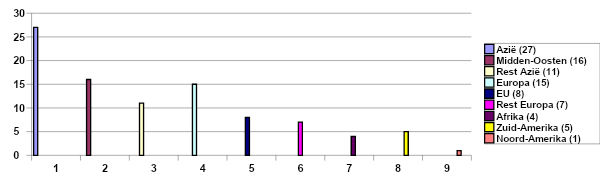 30
25
20
15
10
5
0
1 2 3 4 5 6 7 8 9
Azië (27)
Midden-Oosten (16)
Rest Azië (11)
Europa (15)
EU (8)
Rest Europa (7)
Afrika (4)
Zuid-Amerika (5)
Noord-Amerika (1)